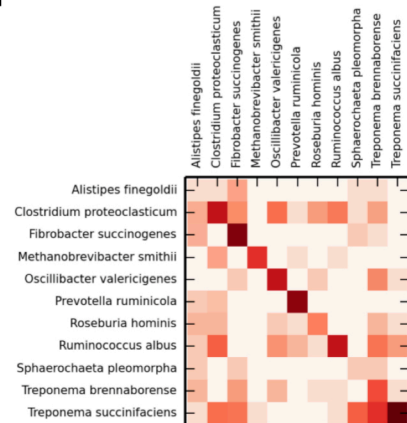 Alistipes finegoldii
Clostridium proteoclasticum
Fibrobacter succinogenes
Methanobrevibacter smithii
Oscillibacter valericigenes
Prevotella ruminicola
Roseburia hominis
Ruminococcus albus
Sphaerochaeta pleomorpha
Treponema brennaborense
Treponema succinifaciens
Alistipes finegoldii
Clostridium proteoclasticum
Fibrobacter succinogenes
Methanobrevibacter smithii
Oscillibacter valericigenes
Prevotella ruminicola
Roseburia hominis
Ruminococcus albus
Sphaerochaeta pleomorpha
Treponema brennaborense
Treponema succinifaciens